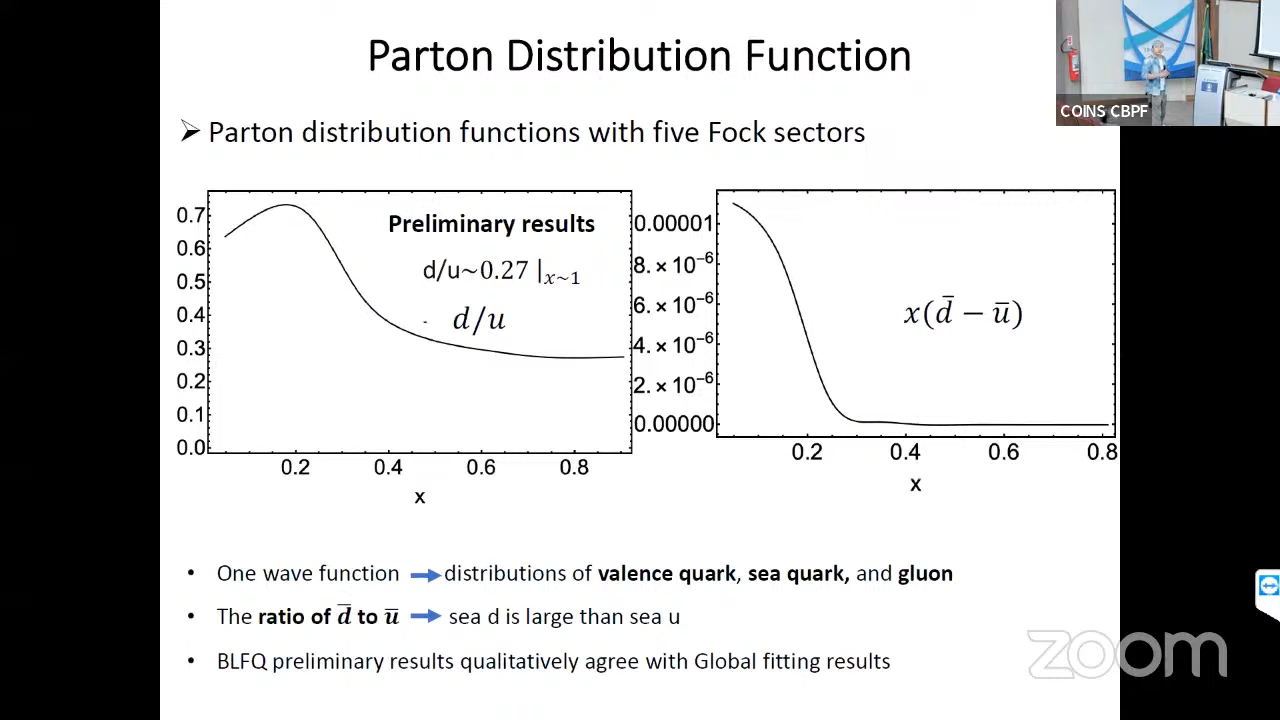 Parton Distribution Function
COINS CBPF
➢ Parton distribution functions with five Fock sectors
0.7
0.6
0.5
0.4
0.3
0.2
0.1
0.0
Preliminary results
d/u~0.27 |x~1
d/u
0.2 0.4 0.6 0.8
x
0.00001
8. × 10⁻⁶
6. × 10⁻⁶
4. × 10⁻⁶
2. × 10⁻⁶
0.00000
x(d̄ − ū)
0.2 0.4 0.6 0.8
x
• One wave function → distributions of valence quark, sea quark, and gluon
• The ratio of d̄ to ū → sea d is large than sea u
• BLFQ preliminary results qualitatively agree with Global fitting results
zoom